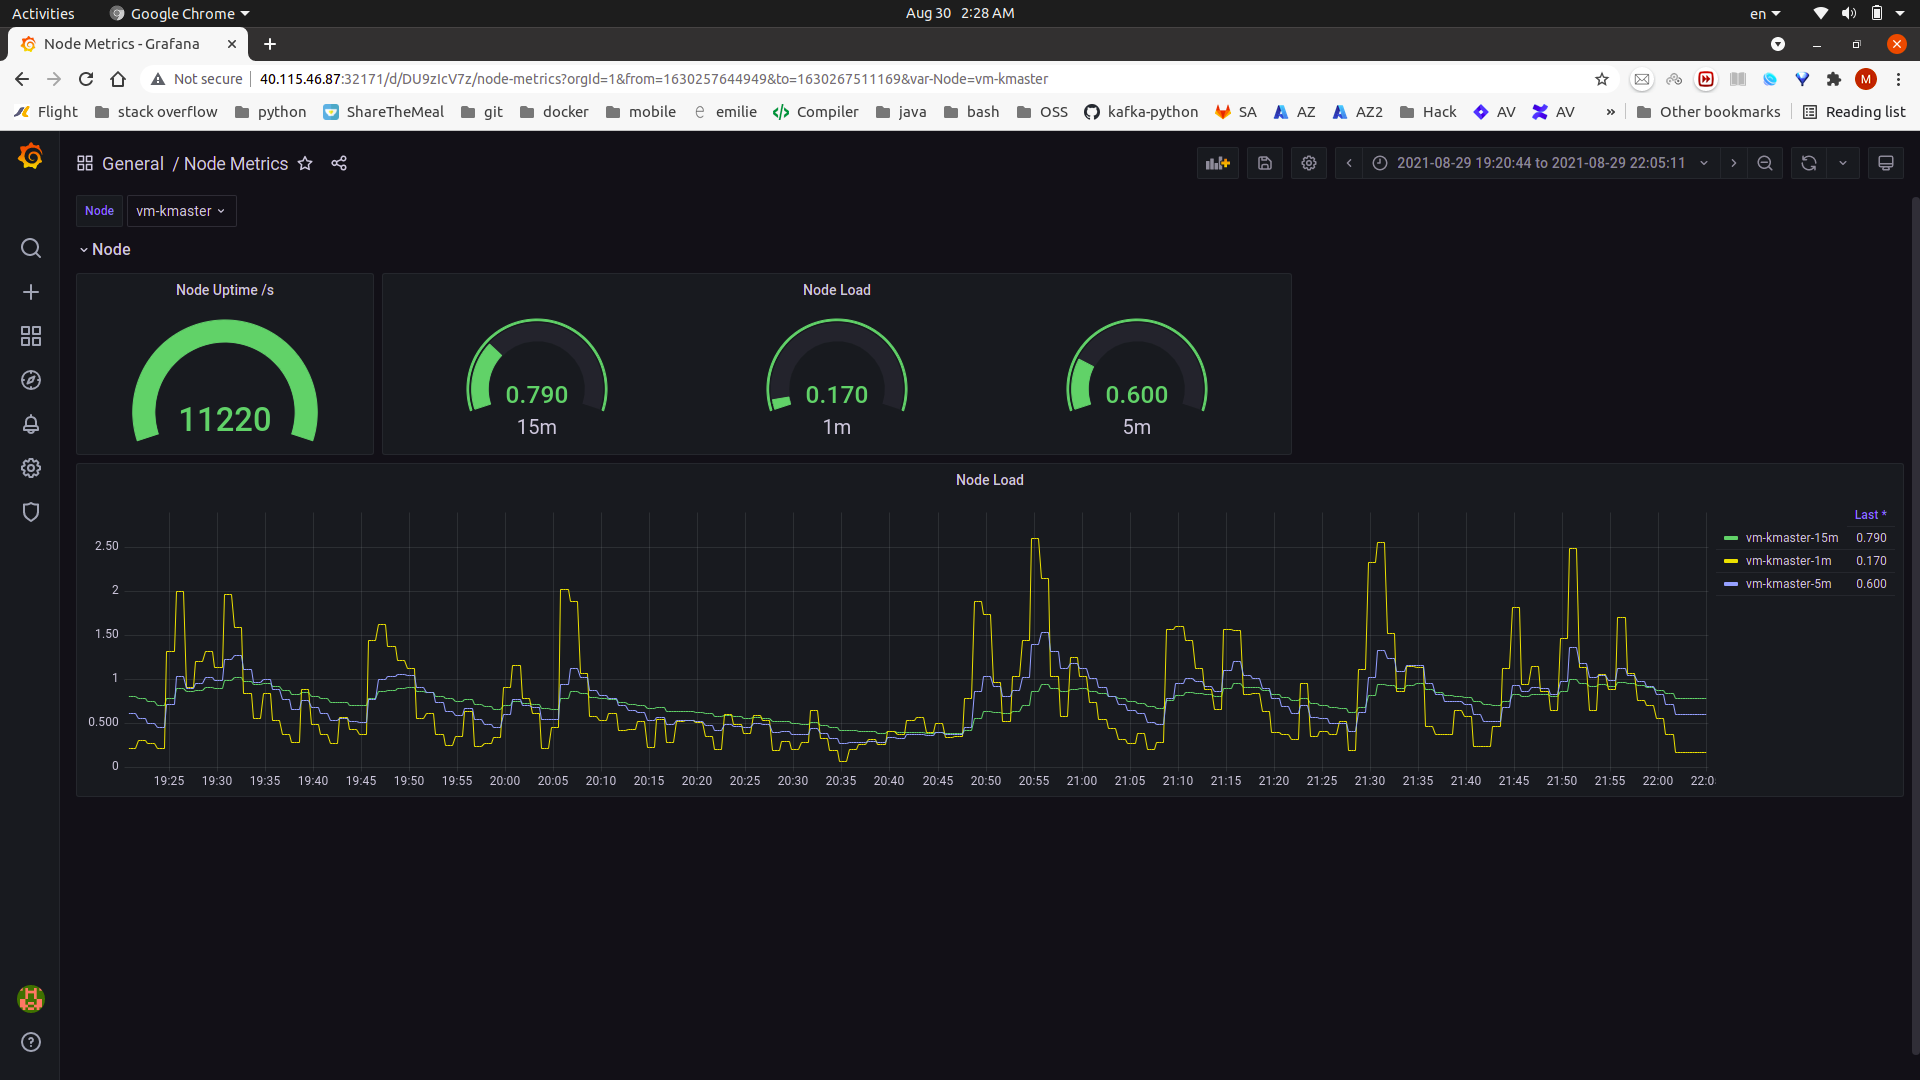 Activities Google Chrome Aug 30 2:28 AM en
Node Metrics - Grafana
Not secure 40.115.46.87:32171/d/DU9zIcV7z/node-metrics?orgId=1&from=1630257644949&to=1630267511169&var-Node=vm-kmaster M
Flight stack overflow python ShareTheMeal git docker mobile emilie Compiler java bash OSS kafka-python SA AZ AZ2 Hack AV AV » Other bookmarks Reading list
General / Node Metrics 2021-08-29 19:20:44 to 2021-08-29 22:05:11
Node vm-kmaster
Node
Node Uptime /s
11220
Node Load
0.790 0.170 0.600
15m 1m 5m
Node Load
Last *
vm-kmaster-15m 0.790
vm-kmaster-1m 0.170
vm-kmaster-5m 0.600
2.50
2
1.50
1
0.500
0
19:25 19:30 19:35 19:40 19:45 19:50 19:55 20:00 20:05 20:10 20:15 20:20 20:25 20:30 20:35 20:40 20:45 20:50 20:55 21:00 21:05 21:10 21:15 21:20 21:25 21:30 21:35 21:40 21:45 21:50 21:55 22:00